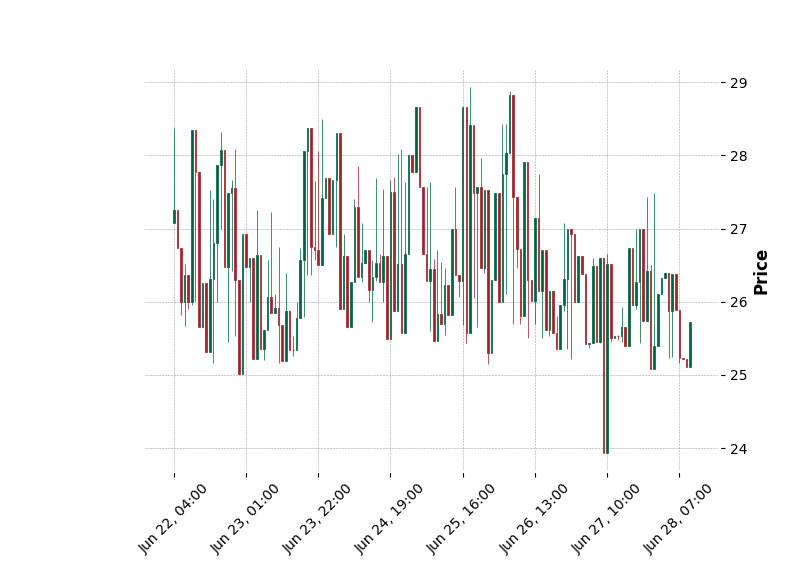 29
28
27
26
25
24
Price
Jun 22, 04:00
Jun 23, 01:00
Jun 23, 22:00
Jun 24, 19:00
Jun 25, 16:00
Jun 26, 13:00
Jun 27, 10:00
Jun 28, 07:00